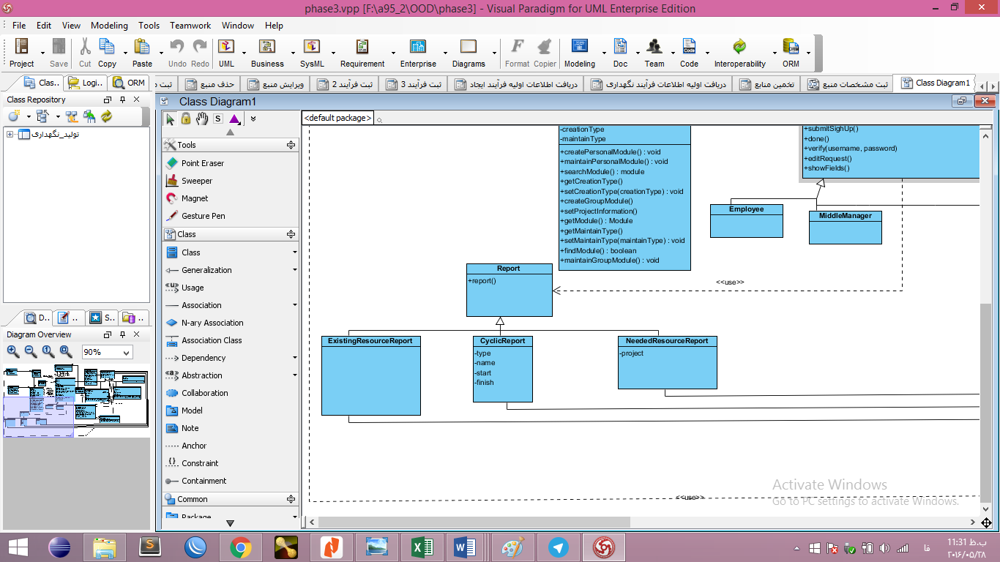 phase3.vpp [F:\a95_2\OOD\phase3] - Visual Paradigm for UML Enterprise Edition
File Edit View Modeling Tools Teamwork Window Help
Project Save Cut Copy Paste Undo Redo UML Business SysML Requirement Enterprise Diagrams Format Copier Modeling Doc Team Code Interoperability ORM
Clas.. Logi.. ORM
ثبت د
حذف منبع
ویرایش منبع
ثبت فرآیند 2
ثبت فرآیند 3
دریافت اطلاعات اولیه فرآیند ایجاد
دریافت اولیه اطلاعات فرآیند نگهداری
تخمین منابع
ثبت مشخصات منبع
Class Diagram1
Class Repository
تولید_نگهداری
D.. .. S.. ..
Diagram Overview
90%
Class Diagram1
S
<default package>
Tools
Point Eraser
Sweeper
Magnet
Gesture Pen
Class
Class
Generalization
<<u>> Usage
Association
N-ary Association
Association Class
Dependency
<<a>> Abstraction
Collaboration
Model
Note
Anchor
{} Constraint
Containment
Common
Package
-creationType
-maintainType
+createPersonalModule() : void
+maintainPersonalModule() : void
+searchModule() : module
+getCreationType()
+setCreationType(creationType) : void
+createGroupModule()
+setProjectInformation()
+getModule() : Module
+getMaintainType()
+setMaintainType(maintainType) : void
+findModule() : boolean
+maintainGroupModule() : void
+submitSighUp()
+done()
+verify(username, password)
+editRequest()
+showFields()
Employee
MiddleManager
<<use>>
Report
+report()
ExistingResourceReport
CyclicReport
-type
-name
-start
-finish
NeededResourceReport
-project
<<use>>
Activate Windows
Go to PC settings to activate Windows.
فا
11:31 ب.ظ
۲۰۱۶/۰۵/۲۸